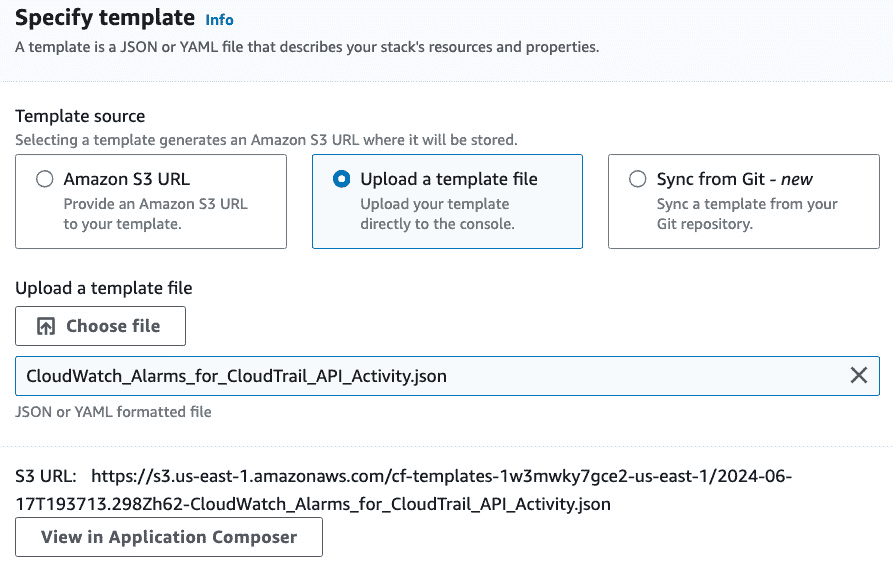 Specify template Info
A template is a JSON or YAML file that describes your stack's resources and properties.
Template source
Selecting a template generates an Amazon S3 URL where it will be stored.
Amazon S3 URL
Provide an Amazon S3 URL
to your template.
Upload a template file
Upload your template
directly to the console.
Sync from Git - new
Sync a template from your
Git repository.
Upload a template file
Choose file
CloudWatch_Alarms_for_CloudTrail_API_Activity.json
JSON or YAML formatted file
S3 URL: https://s3.us-east-1.amazonaws.com/cf-templates-1w3mwky7gce2-us-east-1/2024-06-
17T193713.298Zh62-CloudWatch_Alarms_for_CloudTrail_API_Activity.json
View in Application Composer